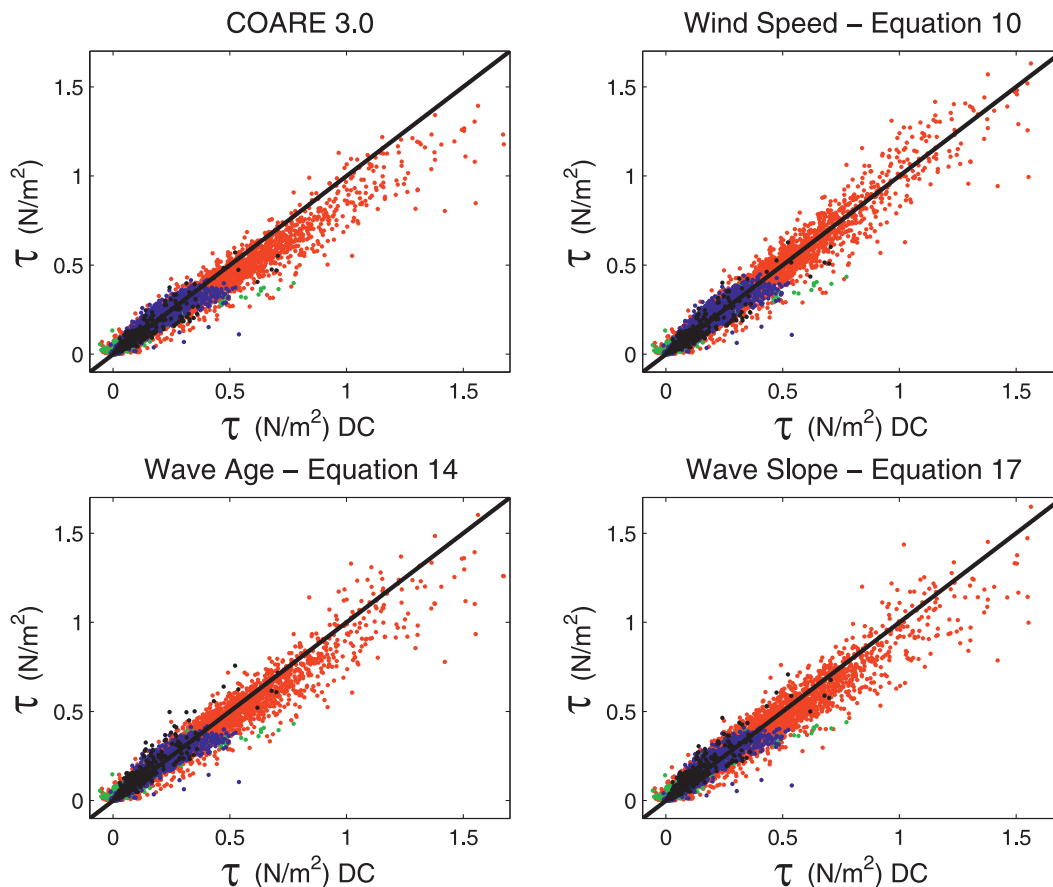 COARE 3.0
Wind Speed – Equation 10
τ (N/m²)
1.5
1
0.5
0
0 0.5 1 1.5
τ (N/m²) DC
τ (N/m²)
1.5
1
0.5
0
0 0.5 1 1.5
τ (N/m²) DC
Wave Age – Equation 14
Wave Slope – Equation 17
τ (N/m²)
1.5
1
0.5
0
0 0.5 1 1.5
τ (N/m²) DC
τ (N/m²)
1.5
1
0.5
0
0 0.5 1 1.5
τ (N/m²) DC